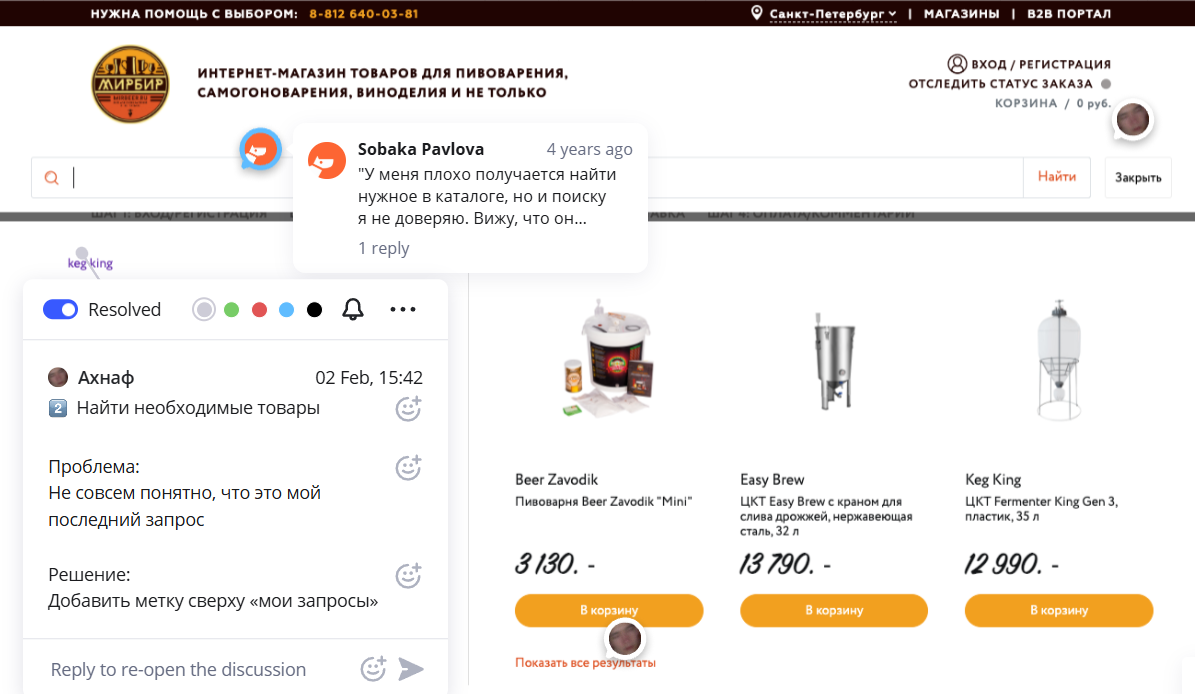 НУЖНА ПОМОЩЬ С ВЫБОРОМ: 8-812 640-03-81
Санкт-Петербург | МАГАЗИНЫ | B2B ПОРТАЛ
МИРБИР
ИНТЕРНЕТ-МАГАЗИН ТОВАРОВ ДЛЯ ПИВОВАРЕНИЯ,
САМОГОНОВАРЕНИЯ, ВИНОДЕЛИЯ И НЕ ТОЛЬКО
ВХОД / РЕГИСТРАЦИЯ
ОТСЛЕДИТЬ СТАТУС ЗАКАЗА
КОРЗИНА / 0 руб.
Sobaka Pavlova 4 years ago
"У меня плохо получается найти
нужное в каталоге, но и поиску
я не доверяю. Вижу, что он...
1 reply
Найти
Закрыть
ШАГ 1: ВХОД/РЕГИСТРАЦИЯ
ШАГ 4: ОПЛАТА/КОММЕНТАРИИ
keg king
Resolved
Ахнаф 02 Feb, 15:42
2 Найти необходимые товары
Проблема:
Не совсем понятно, что это мой
последний запрос
Решение:
Добавить метку сверху «мои запросы»
Reply to re-open the discussion
Beer Zavodik
Пивоварня Beer Zavodik "Mini"
3 130. -
В корзину
Easy Brew
ЦКТ Easy Brew с краном для
слива дрожжей, нержавеющая
сталь, 32 л
13 790. -
В корзину
Keg King
ЦКТ Fermenter King Gen 3,
пластик, 35 л
12 990. -
В корзину
Показать все результаты